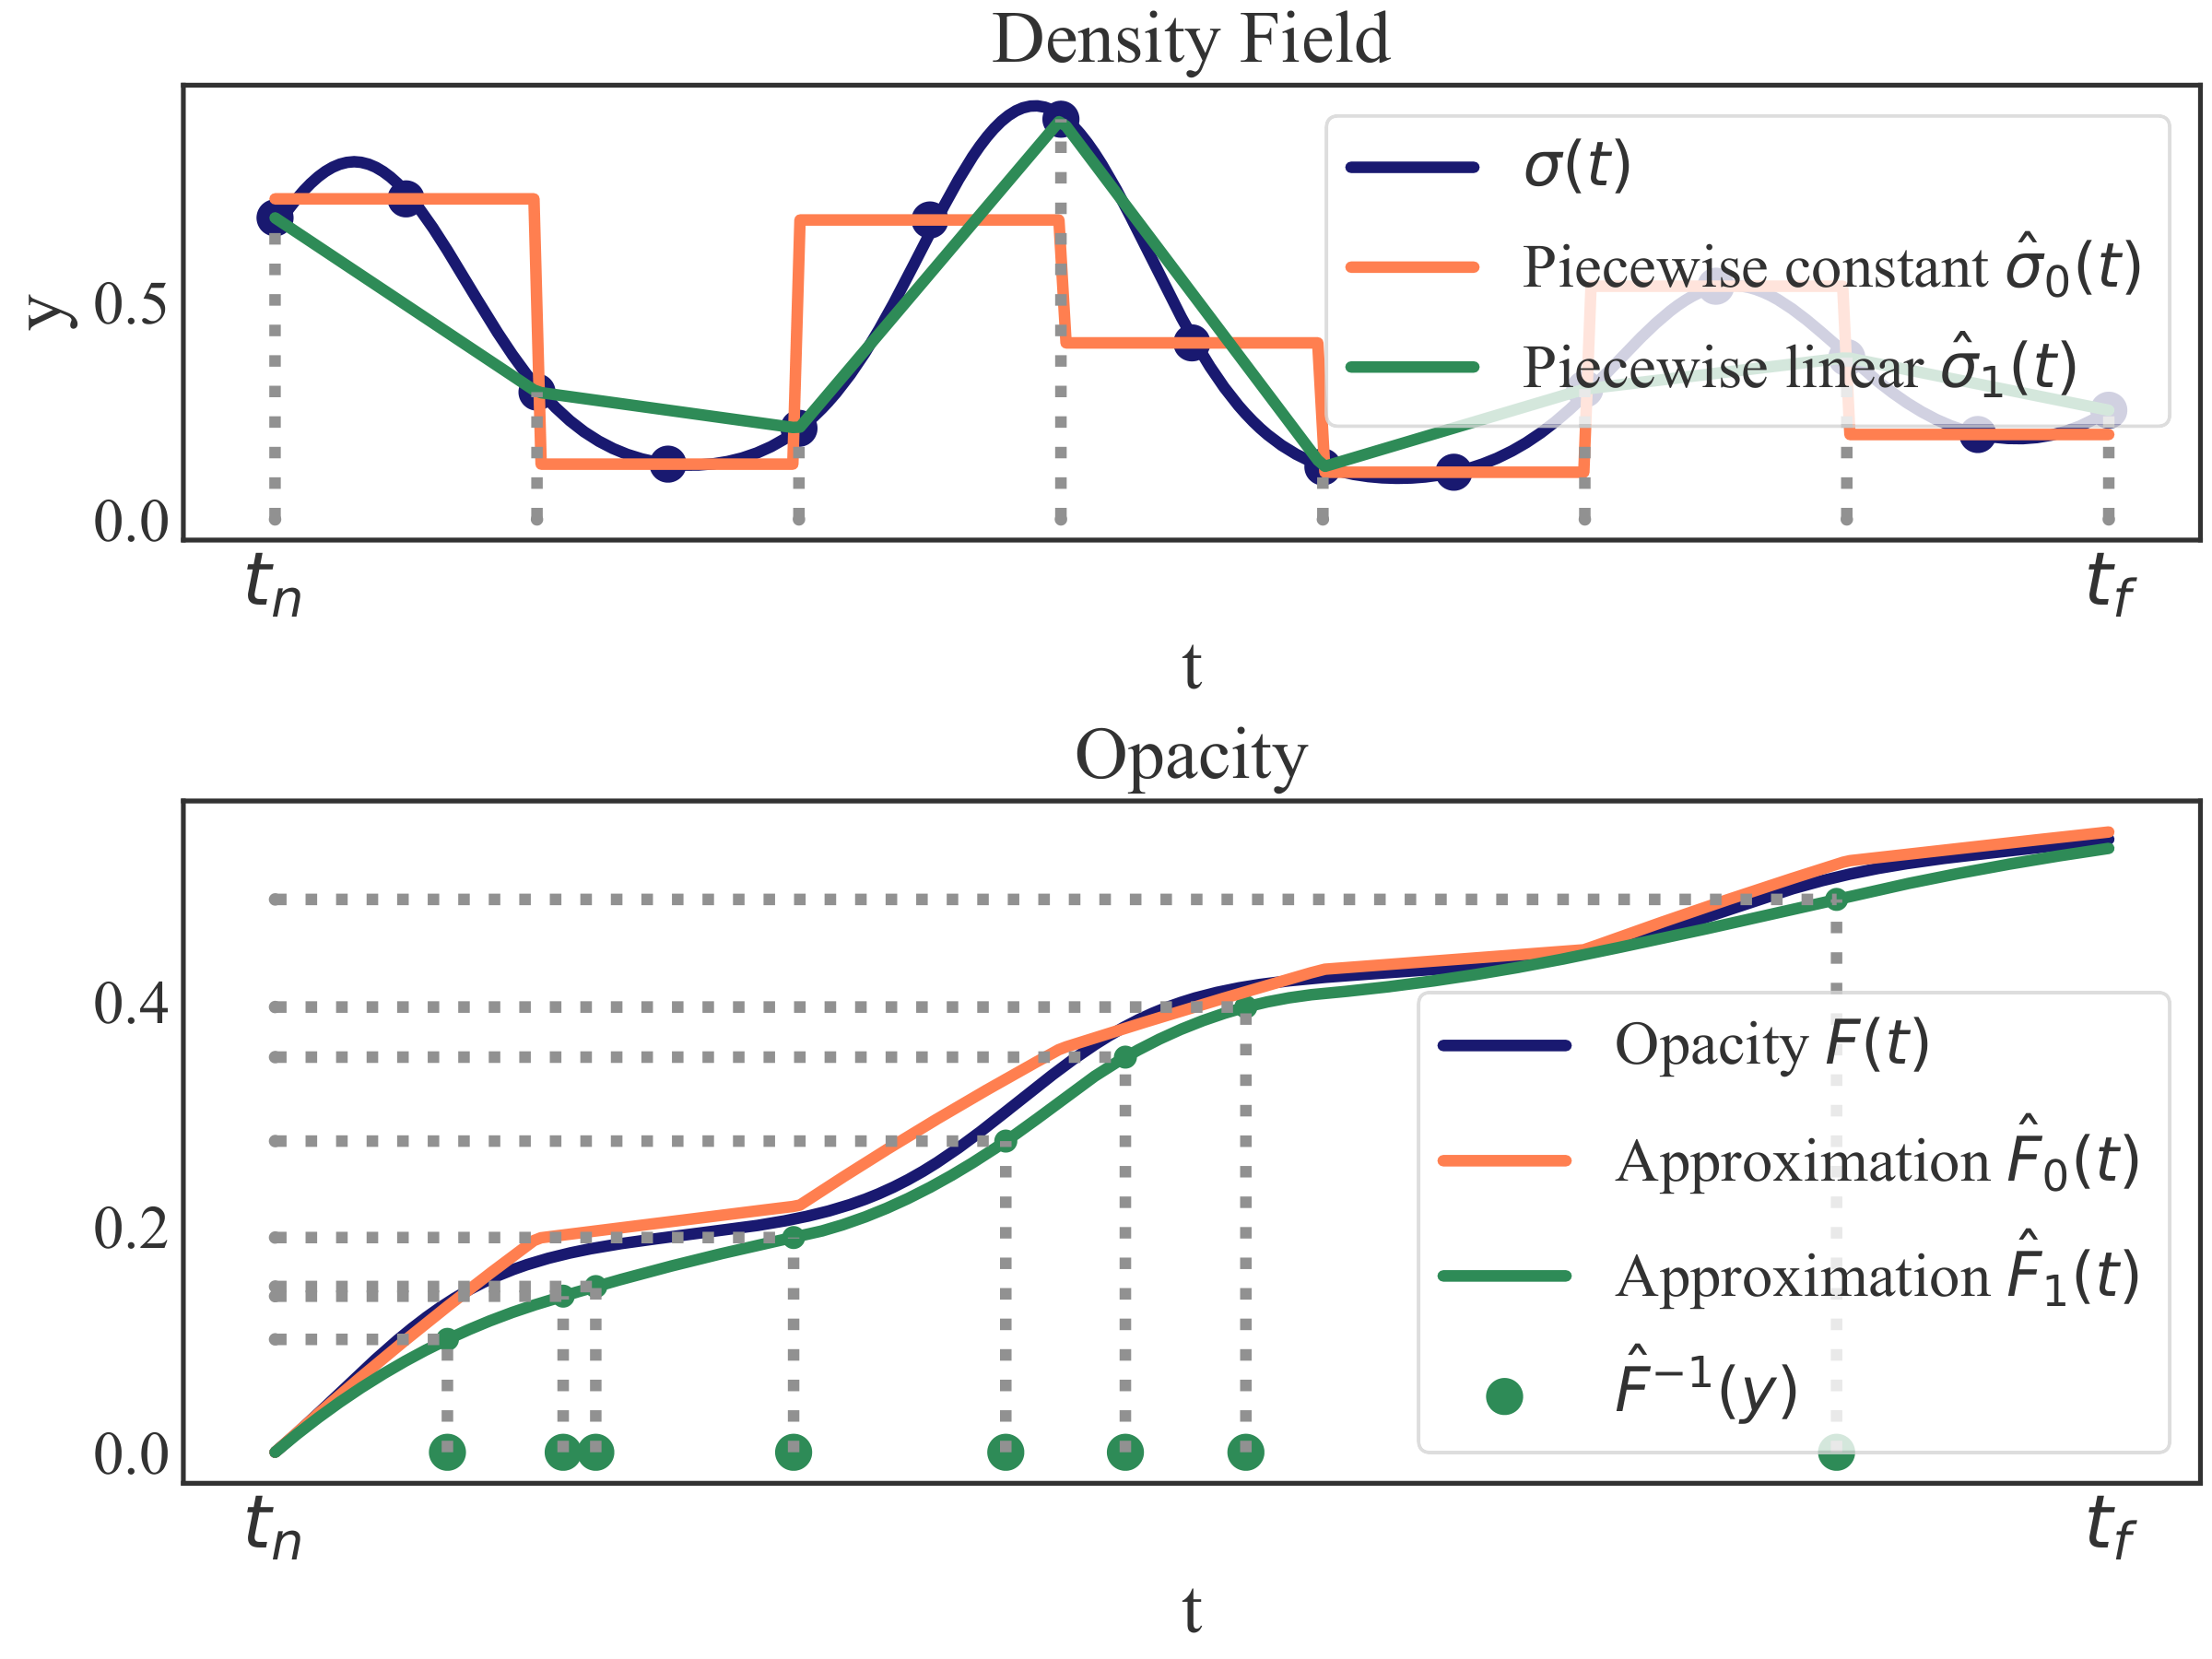 Density Field
y
0.5
0.0
σ(t)
Piecewise constant σ̂₀(t)
Piecewise linear σ̂₁(t)
tₙ
t_f
t
Opacity
0.4
0.2
0.0
Opacity F(t)
Approximation F̂₀(t)
Approximation F̂₁(t)
F̂⁻¹(y)
tₙ
t_f
t